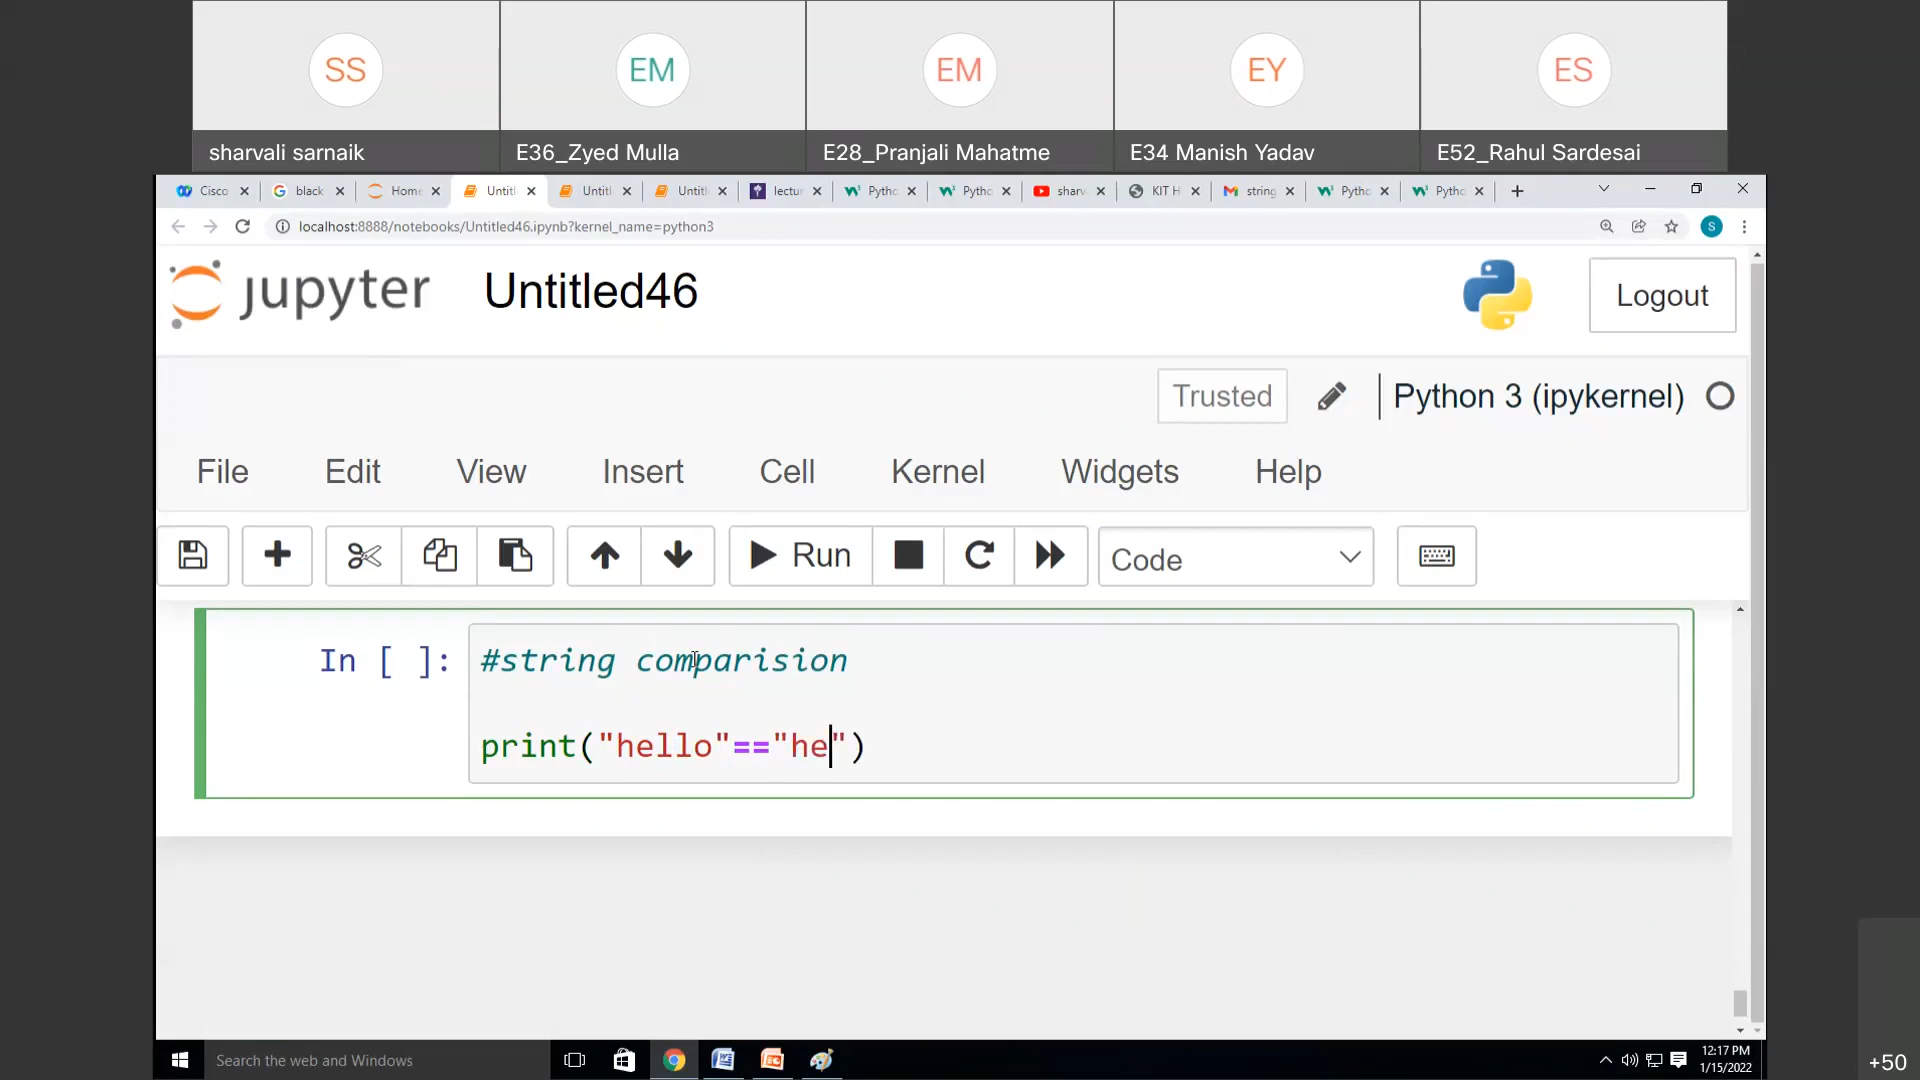 SS
EM
EM
EY
ES
sharvali sarnaik
E36_Zyed Mulla
E28_Pranjali Mahatme
E34 Manish Yadav
E52_Rahul Sardesai
Cisco
black
Home
Untitl
Untitl
Untitl
lectur
Pytho
Pytho
sharv
KIT H
string
Pytho
Pytho
localhost:8888/notebooks/Untitled46.ipynb?kernel_name=python3
S
jupyter
Untitled46
Logout
Trusted
Python 3 (ipykernel)
File
Edit
View
Insert
Cell
Kernel
Widgets
Help
Run
Code
In [ ]:
#string comparision
print("hello"=="he")
Search the web and Windows
12:17 PM
1/15/2022
+50